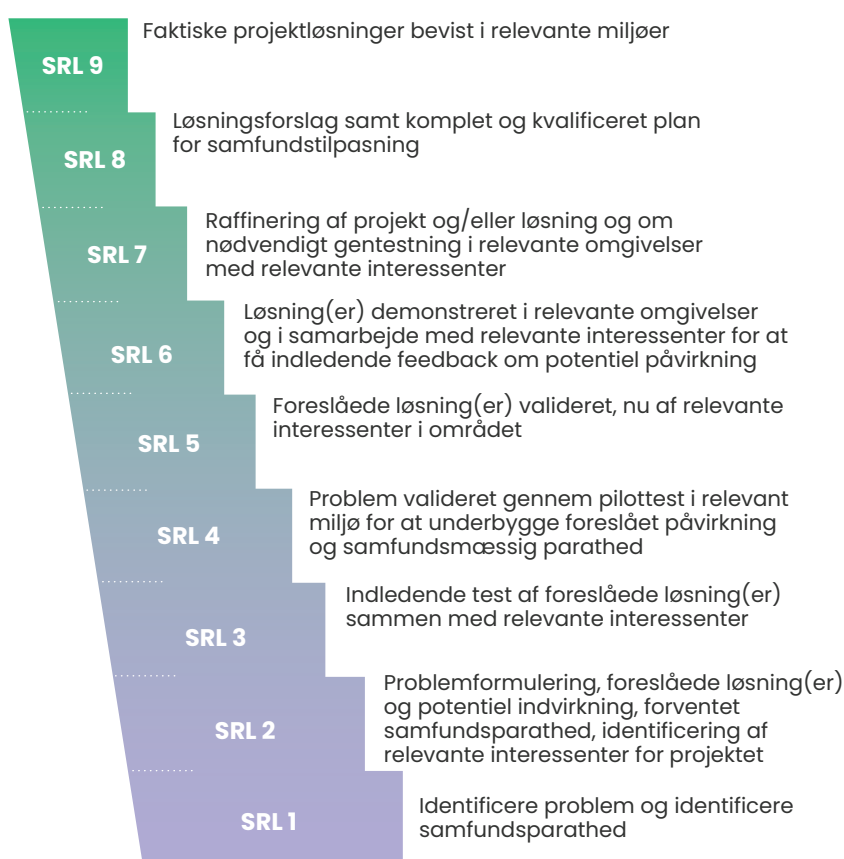 Faktiske projektløsninger bevist i relevante miljøer
SRL 9
Løsningsforslag samt komplet og kvalificeret plan
for samfundstilpasning
SRL 8
Raffinering af projekt og/eller løsning og om
nødvendigt gentestning i relevante omgivelser
med relevante interessenter
SRL 7
Løsning(er) demonstreret i relevante omgivelser
og i samarbejde med relevante interessenter for at
få indledende feedback om potentiel påvirkning
SRL 6
Foreslåede løsning(er) valideret, nu af relevante
interessenter i området
SRL 5
Problem valideret gennem pilottest i relevant
miljø for at underbygge foreslået påvirkning
og samfundsmæssig parathed
SRL 4
Indledende test af foreslåede løsning(er)
sammen med relevante interessenter
SRL 3
Problemformulering, foreslåede løsning(er)
og potentiel indvirkning, forventet
samfundsparathed, identificering af
relevante interessenter for projektet
SRL 2
Identificere problem og identificere
samfundsparathed
SRL 1